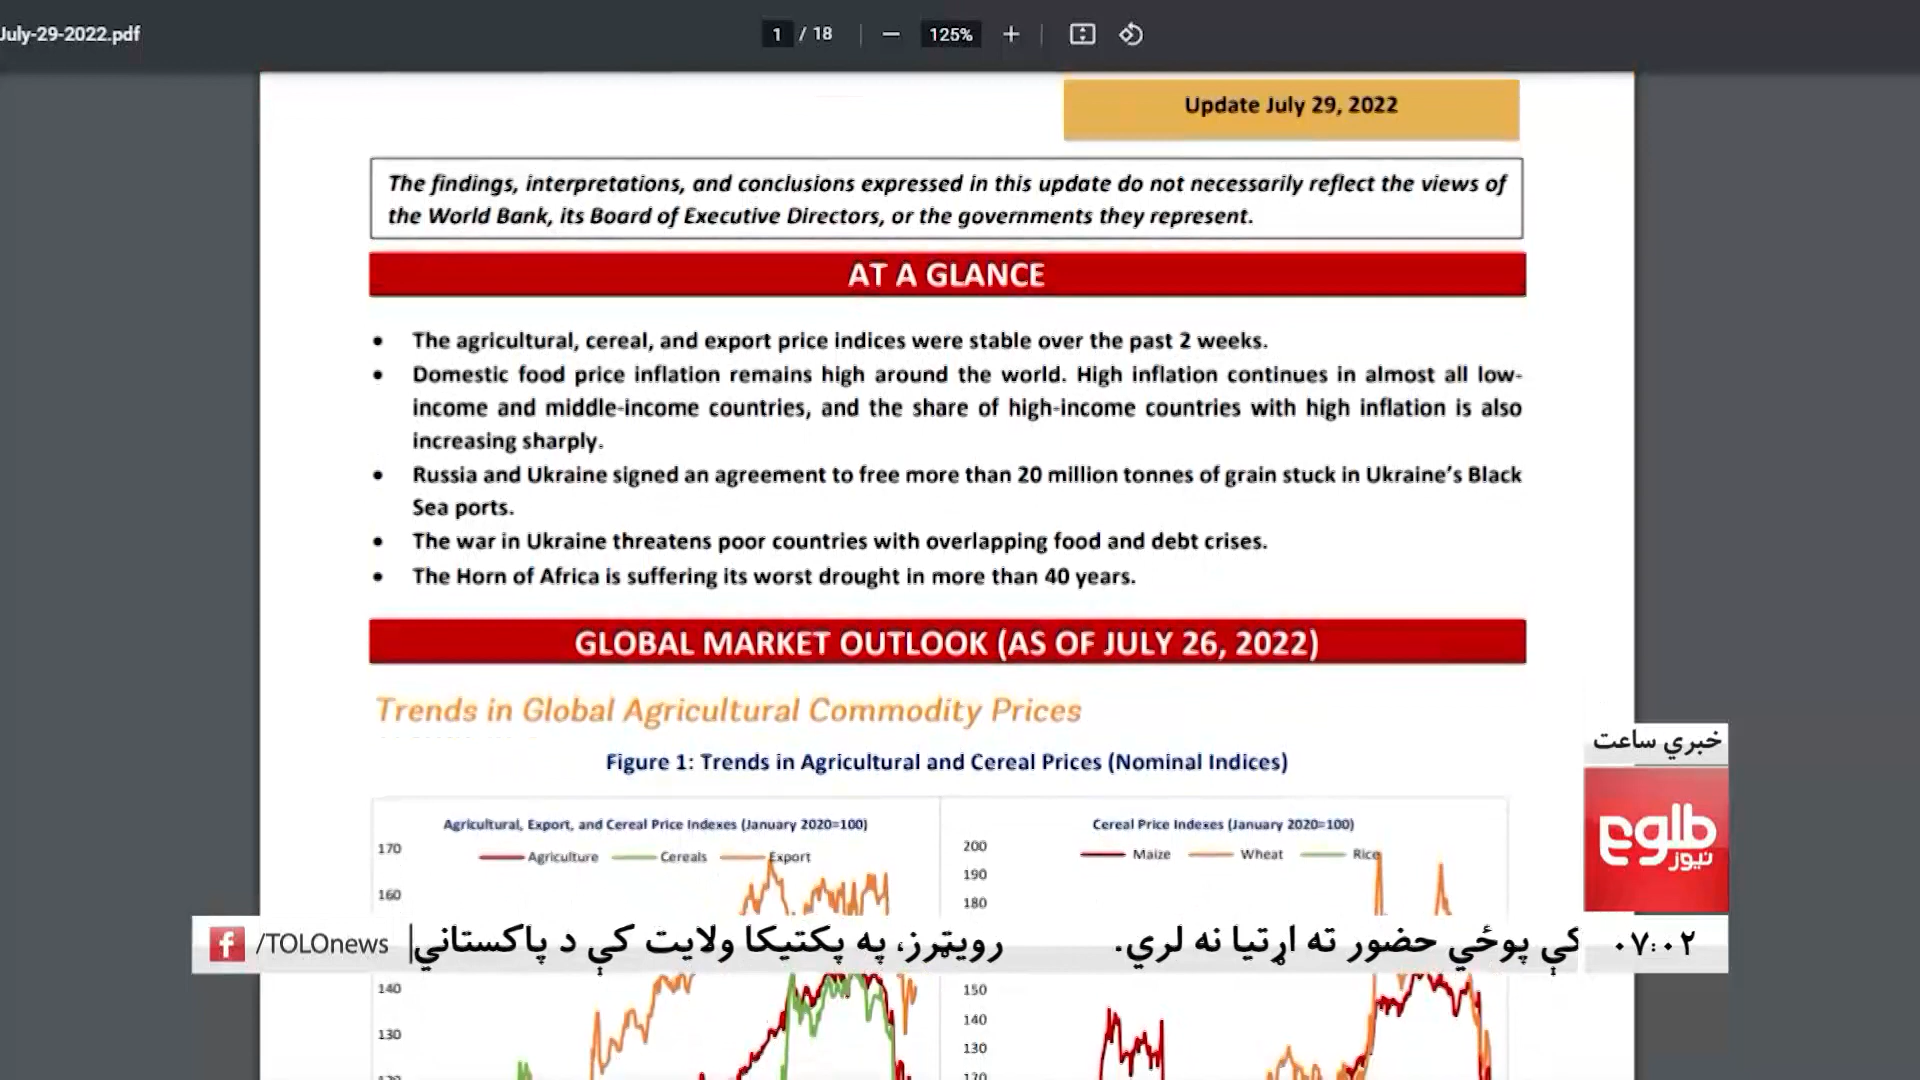 July-29-2022.pdf
1 / 18
125%
Update July 29, 2022
The findings, interpretations, and conclusions expressed in this update do not necessarily reflect the views of
the World Bank, its Board of Executive Directors, or the governments they represent.
AT A GLANCE
• The agricultural, cereal, and export price indices were stable over the past 2 weeks.
• Domestic food price inflation remains high around the world. High inflation continues in almost all low-
income and middle-income countries, and the share of high-income countries with high inflation is also
increasing sharply.
• Russia and Ukraine signed an agreement to free more than 20 million tonnes of grain stuck in Ukraine’s Black
Sea ports.
• The war in Ukraine threatens poor countries with overlapping food and debt crises.
• The Horn of Africa is suffering its worst drought in more than 40 years.
GLOBAL MARKET OUTLOOK (AS OF JULY 26, 2022)
Trends in Global Agricultural Commodity Prices
Figure 1: Trends in Agricultural and Cereal Prices (Nominal Indices)
Agricultural, Export, and Cereal Price Indexes (January 2020=100)
Agriculture Cereals Export
170
160
140
130
Cereal Price Indexes (January 2020=100)
Maize Wheat Rice
200
190
180
150
140
130
خبري ساعت
طلوع
نیوز
۰۷:۰۲
کې پوځي حضور ته اړتیا نه لري.
رویټرز، په پکتیکا ولایت کې د پاکستاني
/TOLOnews